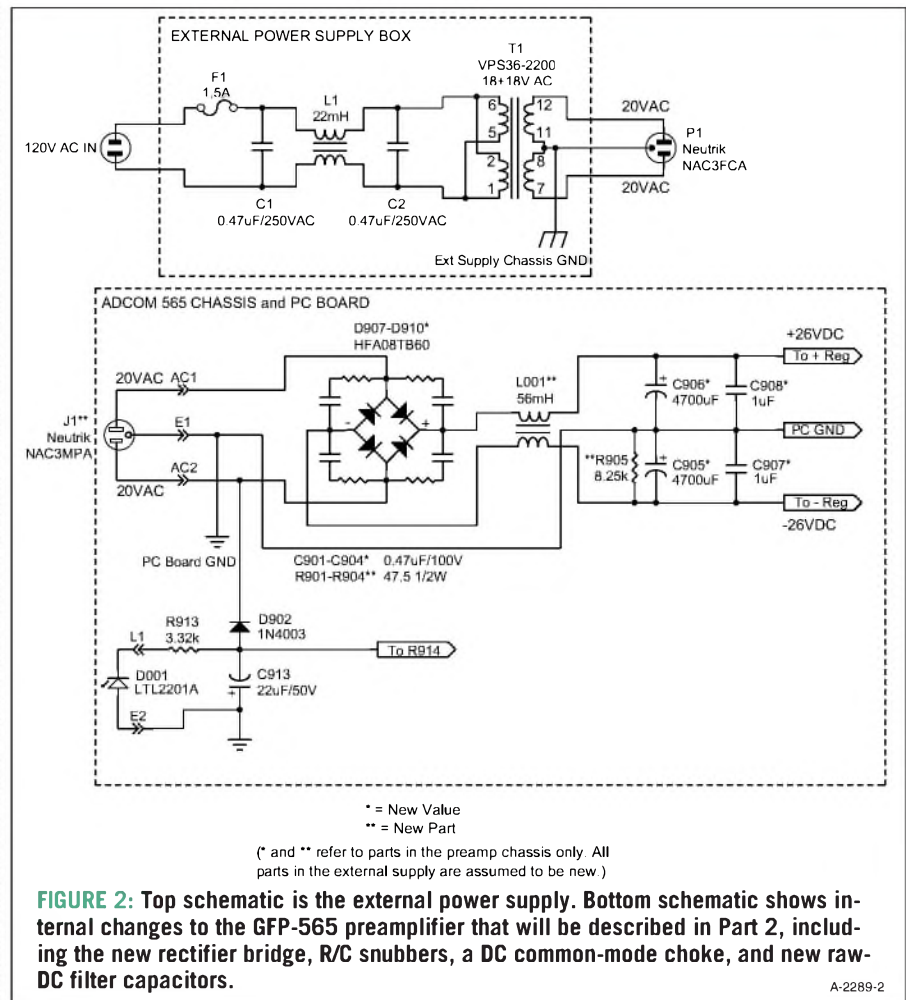 EXTERNAL POWER SUPPLY BOX
T1
VPS36-2200
18+18V AC
F1
1,5A
L1
22mH
6
12
20VAC
5
11
P1
Neutrik
NAC3FCA
120V AC IN
2
8
1
7
20VAC
C1
0.47uF/250VAC
C2
0.47uF/250VAC
Ext Supply Chassis GND
ADCOM 565 CHASSIS and PC BOARD
D907-D910*
HFA08TB60
+26VDC
To + Reg
20VAC AC1
L001**
56mH
C906*
4700uF
C908*
1uF
J1**
Neutrik
NAC3MPA
E1
-
+
PC GND
AC2
20VAC
**R905
8.25k
C905*
4700uF
C907*
1uF
To - Reg
-26VDC
PC Board GND
C901-C904* 0.47uF/100V
R901-R904** 47.5 1/2W
R913
3.32k
D902
1N4003
L1
To R914
D001
LTL2201A
C913
22uF/50V
E2
* = New Value
** = New Part
(* and ** refer to parts in the preamp chassis only. All
parts in the external supply are assumed to be new.)
FIGURE 2: Top schematic is the external power supply. Bottom schematic shows in-
ternal changes to the GFP-565 preamplifier that will be described in Part 2, includ-
ing the new rectifier bridge, R/C snubbers, a DC common-mode choke, and new raw-
DC filter capacitors.
A-2289-2